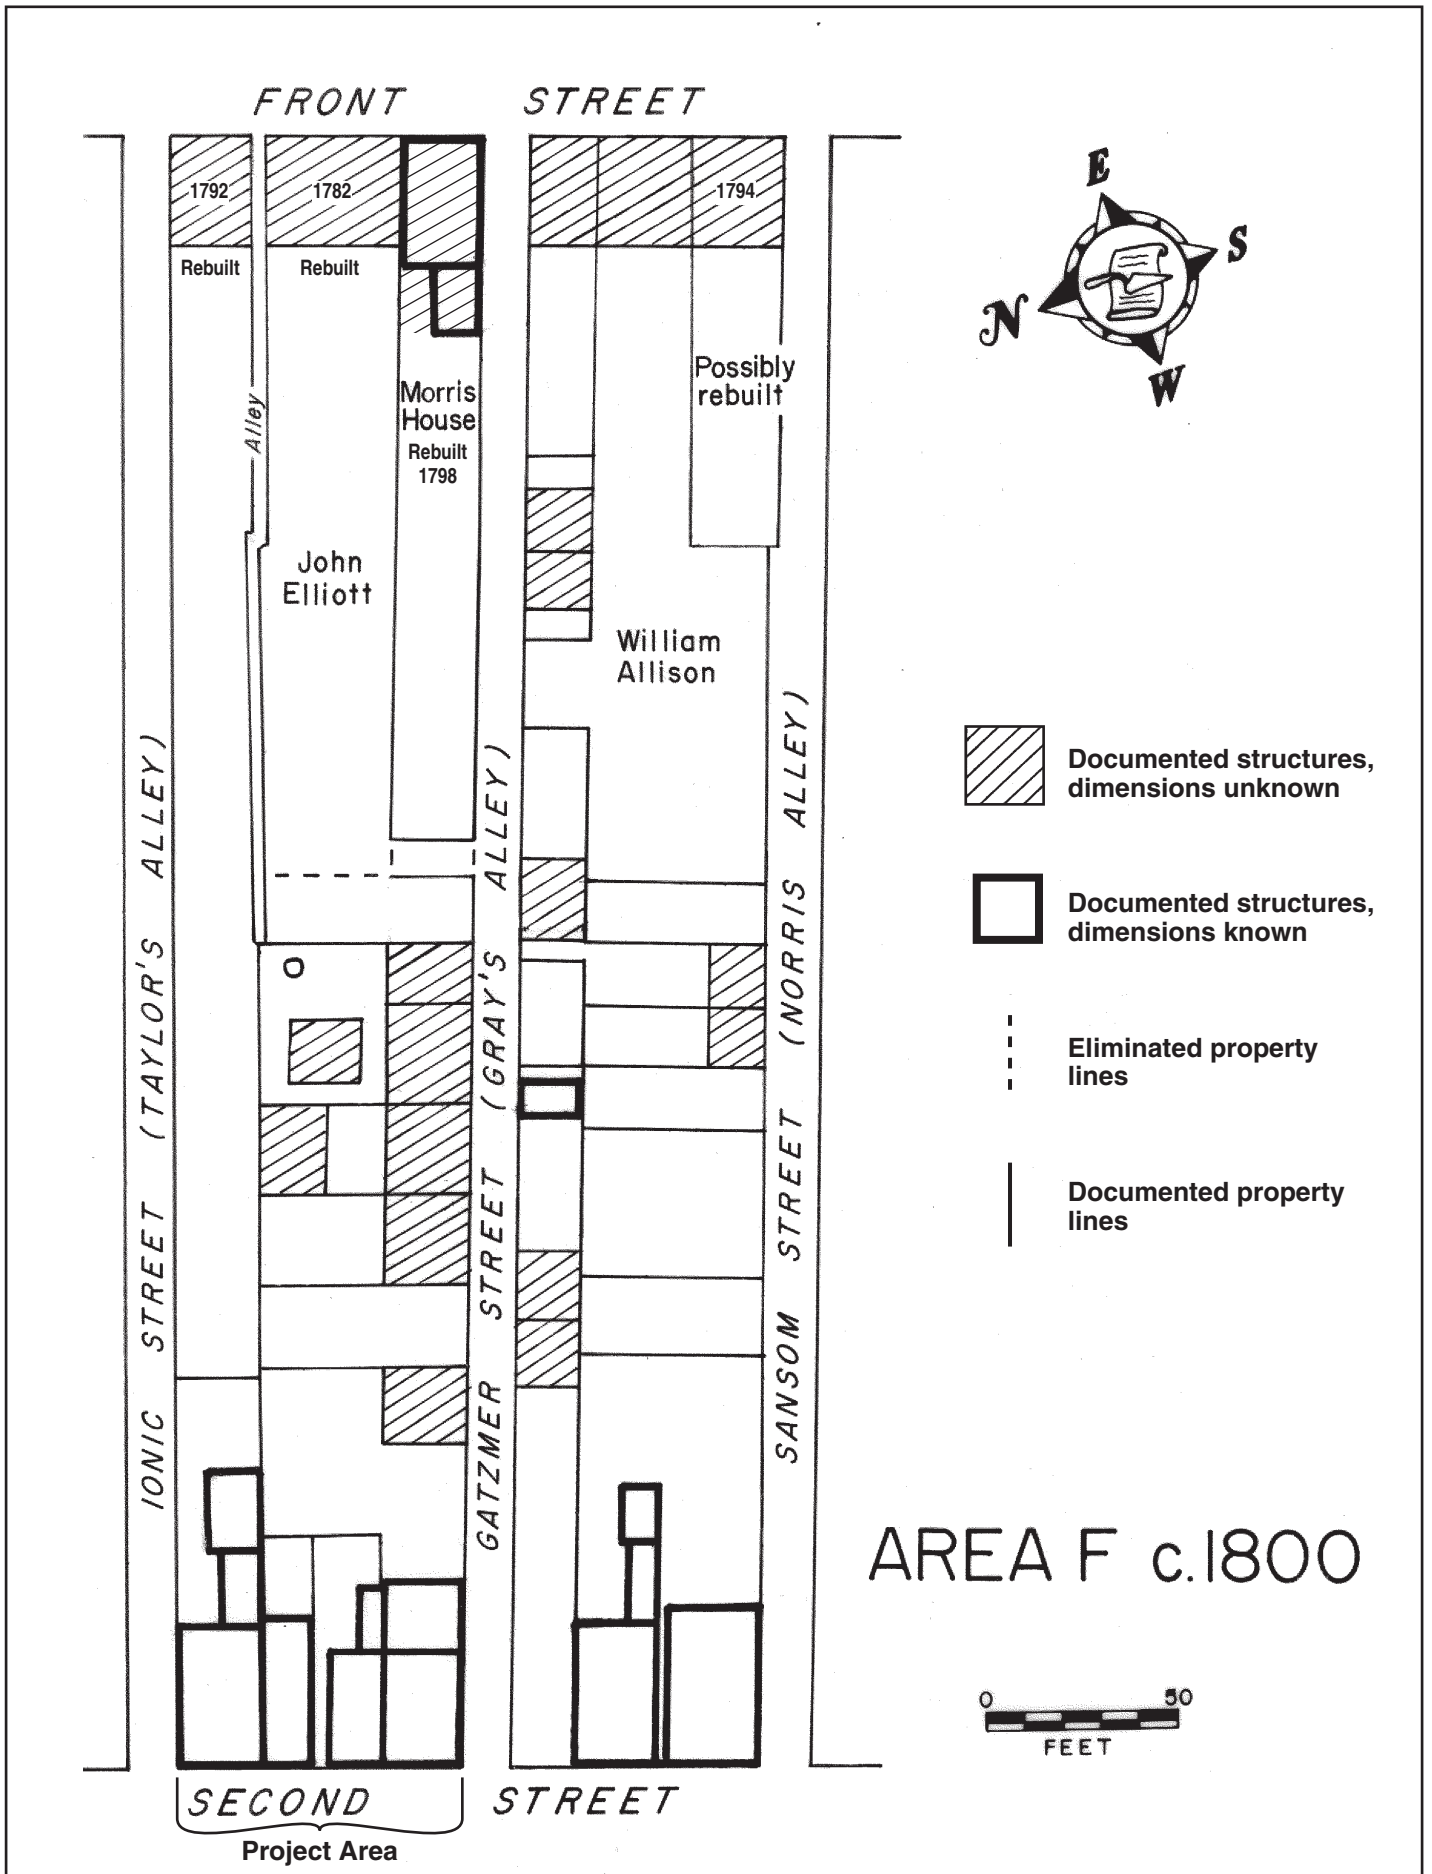 FRONT STREET
1792
1782
1794
Rebuilt
Rebuilt
Alley
Morris
House
Rebuilt
1798
Possibly
rebuilt
John
Elliott
William
Allison
E
S
N
W
IONIC STREET (TAYLOR'S ALLEY)
GATZMER STREET (GRAY'S ALLEY)
SANSOM STREET (NORRIS ALLEY)
Documented structures,
dimensions unknown
Documented structures,
dimensions known
Eliminated property
lines
Documented property
lines
AREA F c.1800
0 50
FEET
SECOND STREET
Project Area